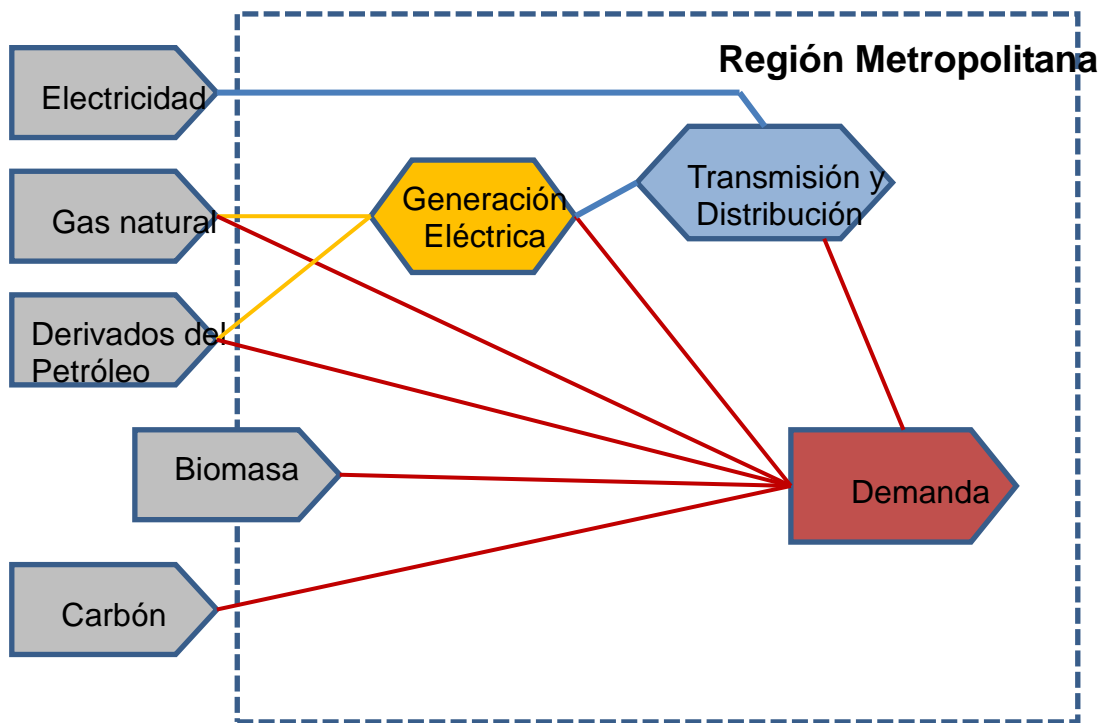 Región Metropolitana
Electricidad
Gas natural
Generación
Eléctrica
Transmisión y
Distribución
Derivados del
Petróleo
Biomasa
Demanda
Carbón